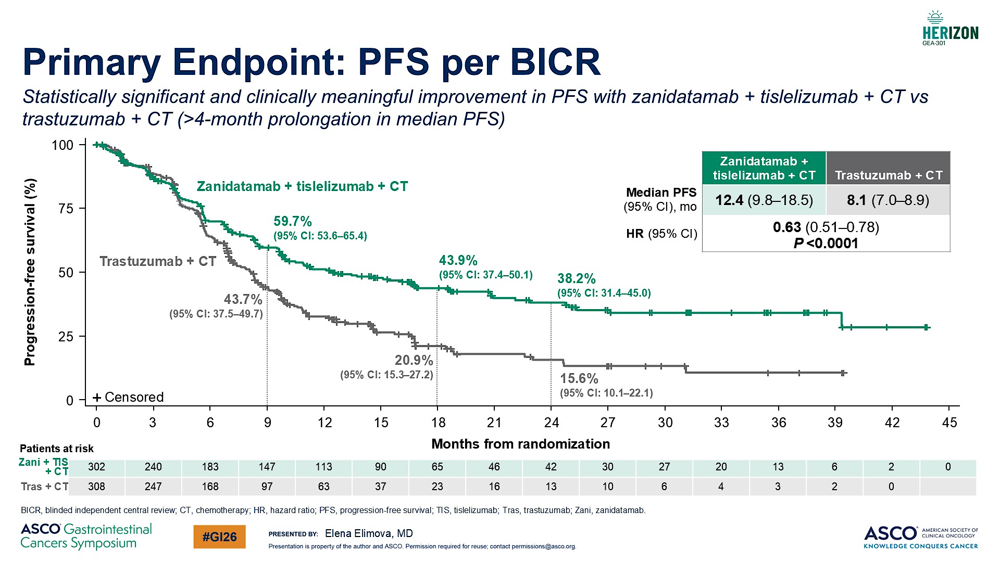 HERIZON
GEA-301
Primary Endpoint: PFS per BICR
Statistically significant and clinically meaningful improvement in PFS with zanidatamab + tislelizumab + CT vs
trastuzumab + CT (>4-month prolongation in median PFS)
Progression-free survival (%)
100
75
50
25
0
Zanidatamab + tislelizumab + CT
Trastuzumab + CT
59.7%
(95% CI: 53.6–65.4)
43.7%
(95% CI: 37.5–49.7)
43.9%
(95% CI: 37.4–50.1)
20.9%
(95% CI: 15.3–27.2)
38.2%
(95% CI: 31.4–45.0)
15.6%
(95% CI: 10.1–22.1)
+ Censored
Zanidatamab +
tislelizumab + CT
Trastuzumab + CT
Median PFS
(95% CI), mo
12.4 (9.8–18.5)
8.1 (7.0–8.9)
HR (95% CI)
0.63 (0.51–0.78)
P <0.0001
0 3 6 9 12 15 18 21 24 27 30 33 36 39 42 45
Months from randomization
Patients at risk
Zani + TIS
+ CT
302 240 183 147 113 90 65 46 42 30 27 20 13 6 2 0
Tras + CT 308 247 168 97 63 37 23 16 13 10 6 4 3 2 0
BICR, blinded independent central review; CT, chemotherapy; HR, hazard ratio; PFS, progression-free survival; TIS, tislelizumab; Tras, trastuzumab; Zani, zanidatamab.
ASCO Gastrointestinal
Cancers Symposium
#GI26
PRESENTED BY: Elena Elimova, MD
Presentation is property of the author and ASCO. Permission required for reuse; contact permissions@asco.org.
ASCO AMERICAN SOCIETY OF
CLINICAL ONCOLOGY
KNOWLEDGE CONQUERS CANCER